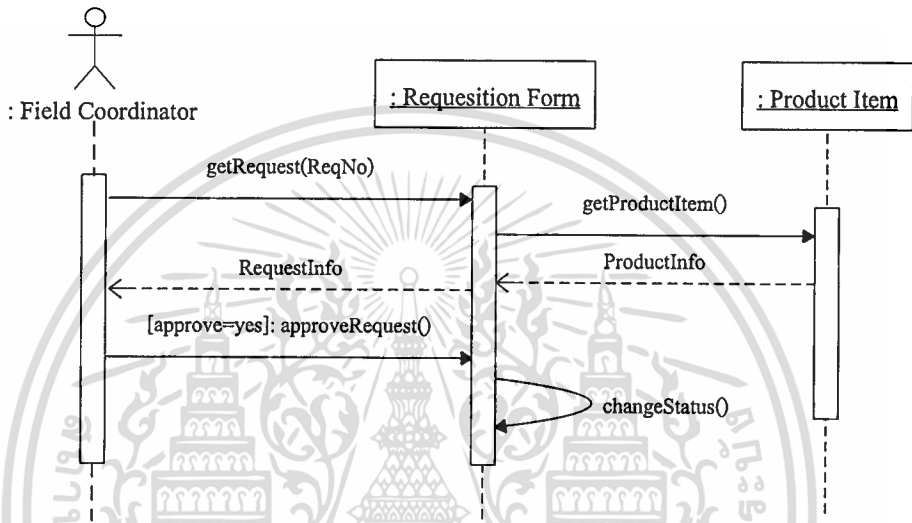 : Field Coordinator
: Requesition Form
: Product Item
getRequest(ReqNo)
getProductItem()
RequestInfo
ProductInfo
[approve=yes]: approveRequest()
changeStatus()